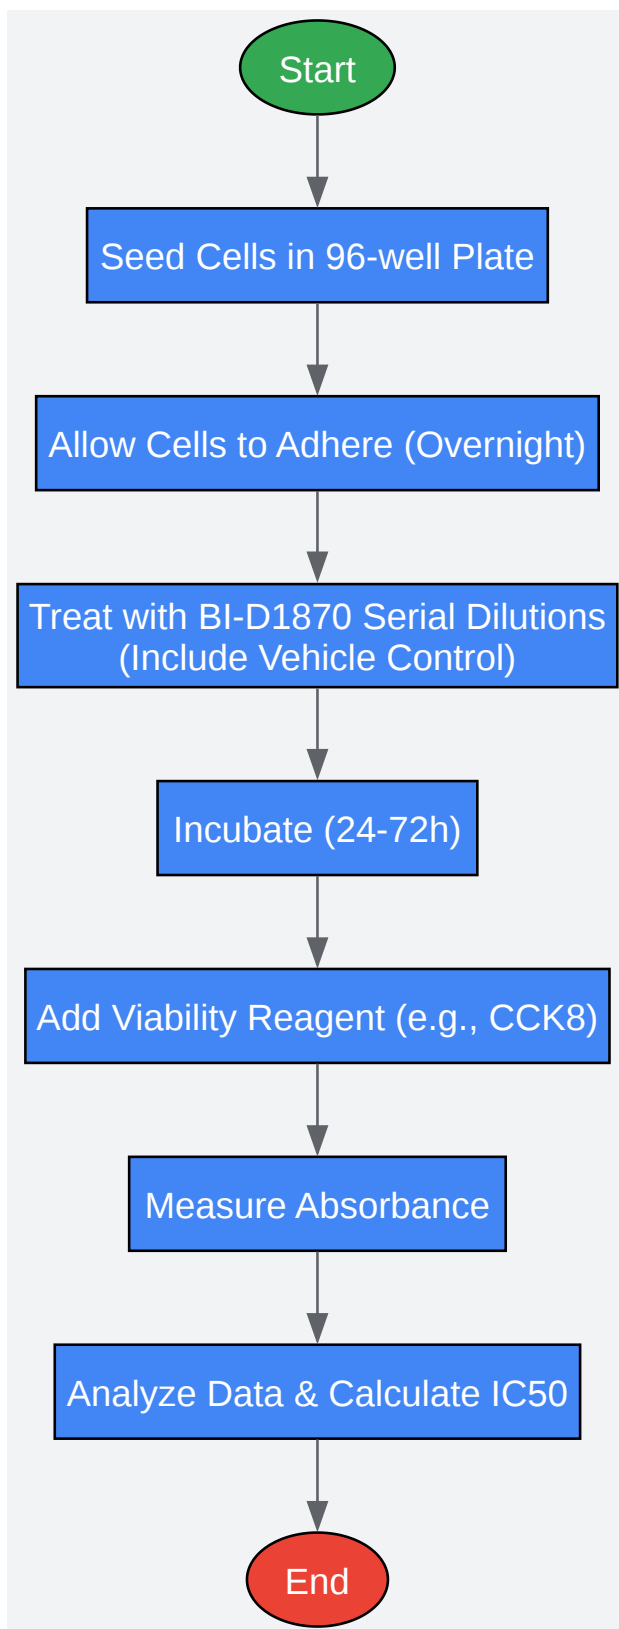 Start
Seed Cells in 96-well Plate
Allow Cells to Adhere (Overnight)
Treat with BI-D1870 Serial Dilutions
(Include Vehicle Control)
Incubate (24-72h)
Add Viability Reagent (e.g., CCK8)
Measure Absorbance
Analyze Data & Calculate IC50
End